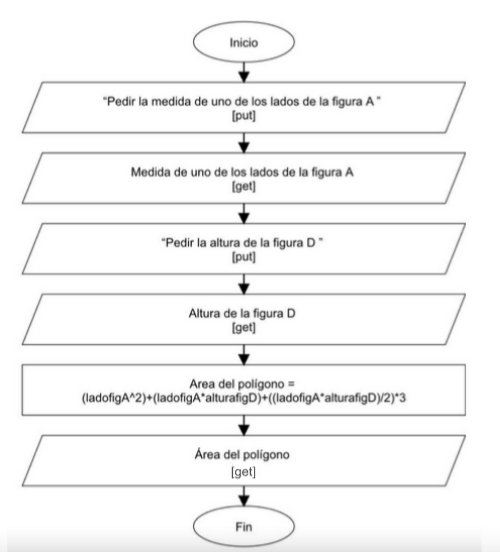 Inicio
"Pedir la medida de uno de los lados de la figura A "
[put]
Medida de uno de los lados de la figura A
[get]
"Pedir la altura de la figura D "
[put]
Altura de la figura D
[get]
Area del polígono =
(ladofigA^2)+(ladofigA*alturafigD)+((ladofigA*alturafigD)/2)*3
Área del polígono
[get]
Fin